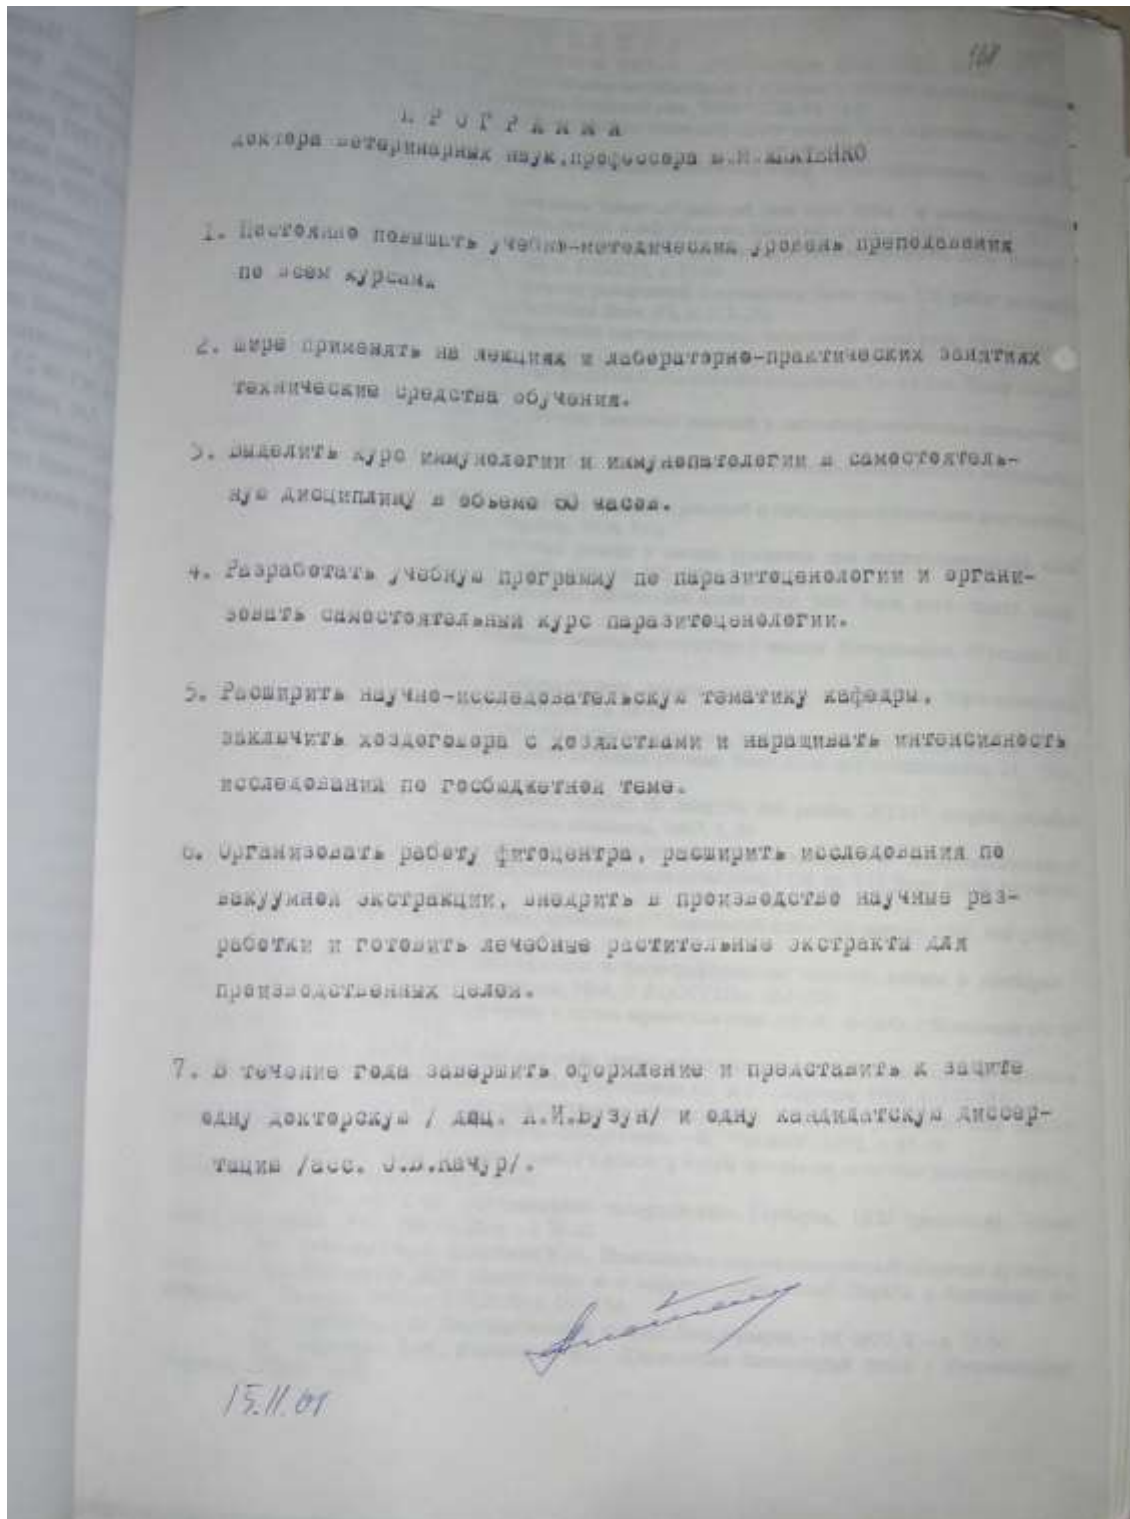 П Р О Г Р А М М А
доктора ветеринарных наук,профессора
1. Постоянно повышать учебно-методический уровень преподавания
по всем курсам.
2. Шире применять на лекциях и лабораторно-практических занятиях
технические средства обучения.
3. Выделить курс иммунологии и иммунопатологии в самостоятель-
ную дисциплину в объеме часов.
4. Разработать учебную программу по паразитоценологии и органи-
зовать самостоятельный курс паразитоценологии.
5. Расширить научно-исследовательскую тематику кафедры,
заключить хоздоговора с хозяйствами и наращивать интенсивность
исследований по госбюджетной теме.
6. Организовать работу фитоцентра, расширить исследования по
вакуумной экстракции, внедрить в производство научные раз-
работки и готовить лечебные растительные экстракты для
производственных целей.
7. В течение года завершить оформление и представить к защите
одну докторскую / доц. А.И.Бузун/ и одну кандидатскую диссер-
тацию /асс. Качур/.
15.11.01